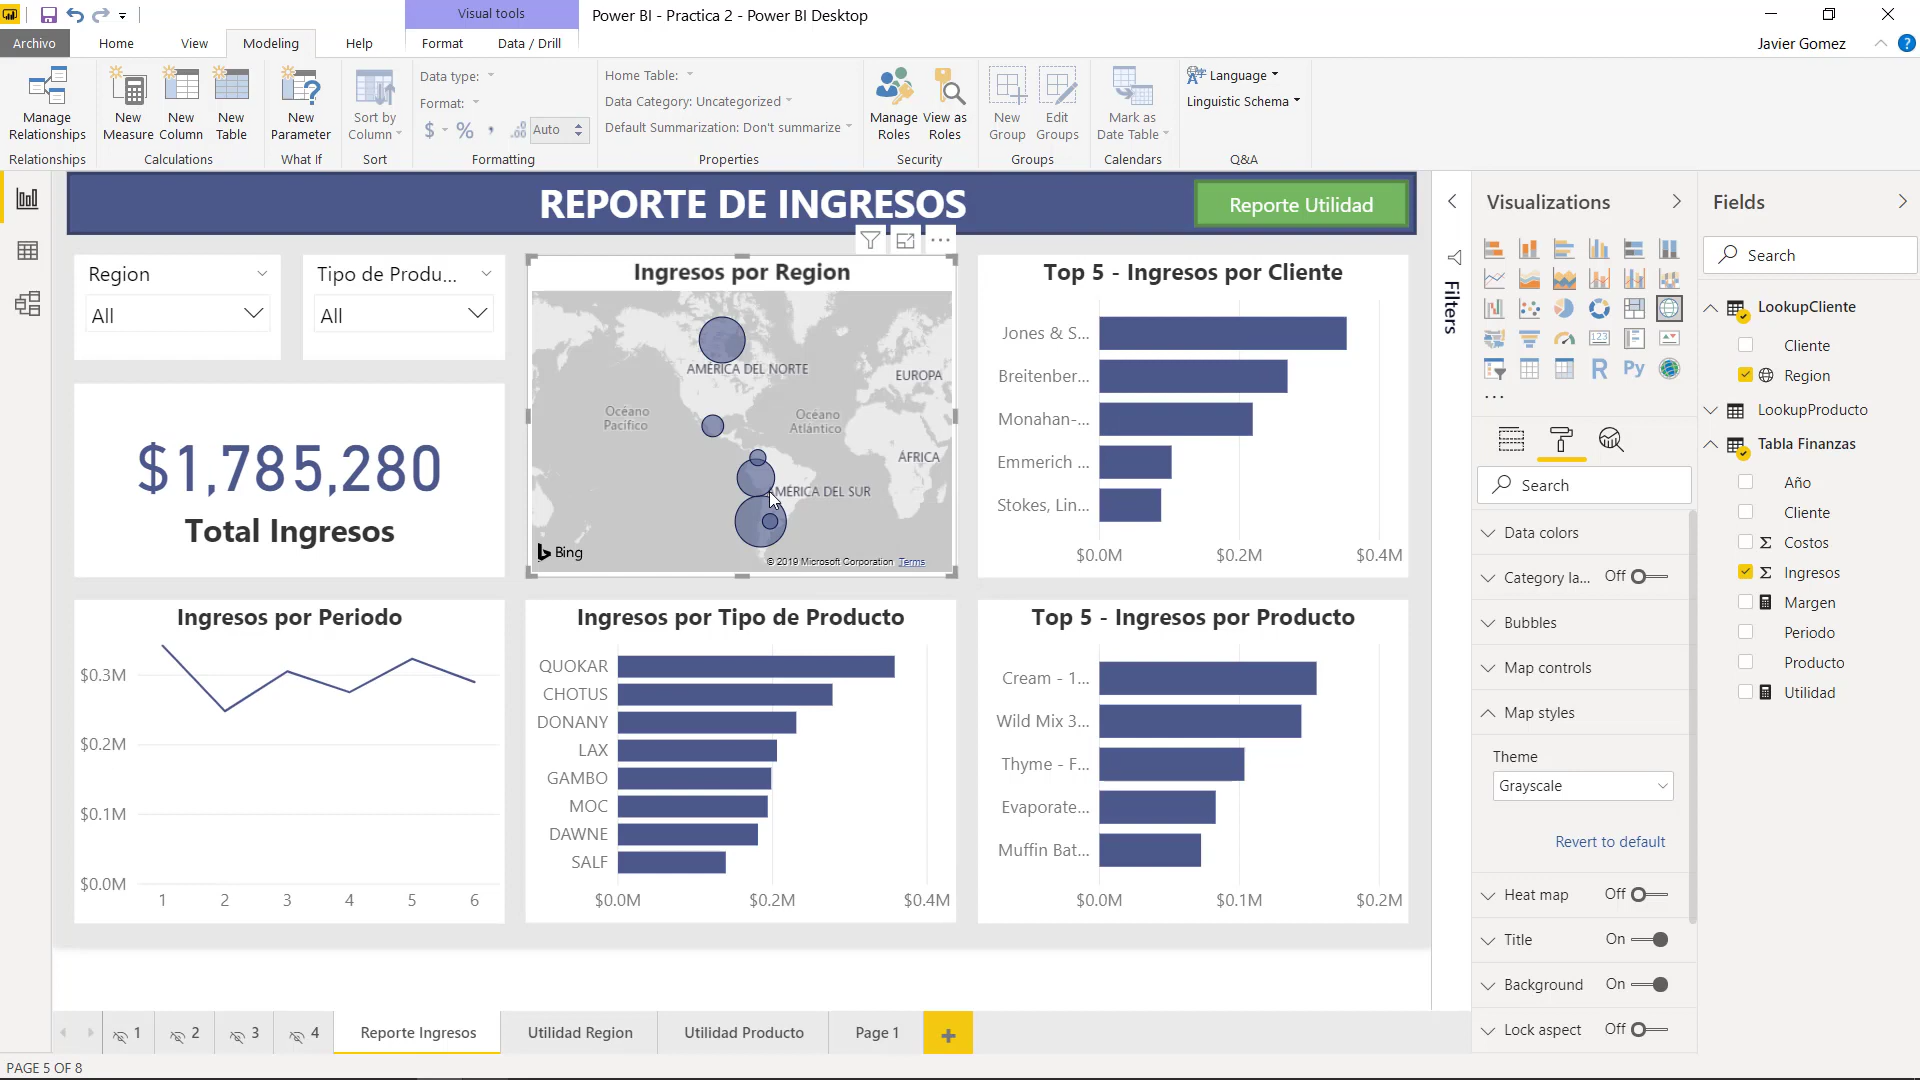 Visual tools
Power BI - Practica 2 - Power BI Desktop
Archivo
Home
View
Modeling
Help
Format
Data / Drill
Javier Gomez
?
Manage
Relationships
New
Measure
New
Column
New
Table
New
Parameter
Sort by
Column
Data type:
Format:
$
%
Auto
Home Table:
Data Category: Uncategorized
Default Summarization: Don't summarize
Manage
Roles
View as
Roles
New
Group
Edit
Groups
Mark as
Date Table
Language
Linguistic Schema
Relationships
Calculations
What If
Sort
Formatting
Properties
Security
Groups
Calendars
Q&A
REPORTE DE INGRESOS
Reporte Utilidad
Region
All
Tipo de Produ...
All
$1,785,280
Total Ingresos
Ingresos por Region
AMÉRICA DEL NORTE
EUROPA
Océano
Pacífico
Océano
Atlántico
ÁFRICA
AMÉRICA DEL SUR
Bing
© 2019 Microsoft Corporation Terms
Top 5 - Ingresos por Cliente
Jones & S...
Breitenber...
Monahan-...
Emmerich ...
Stokes, Lin...
$0.0M
$0.2M
$0.4M
Ingresos por Periodo
$0.3M
$0.2M
$0.1M
$0.0M
1
2
3
4
5
6
Ingresos por Tipo de Producto
QUOKAR
CHOTUS
DONANY
LAX
GAMBO
MOC
DAWNE
SALF
$0.0M
$0.2M
$0.4M
Top 5 - Ingresos por Producto
Cream - 1...
Wild Mix 3...
Thyme - F...
Evaporate...
Muffin Bat...
$0.0M
$0.1M
$0.2M
Filters
Visualizations
R
Py
123
...
Search
Data colors
Category la...
Off
Bubbles
Map controls
Map styles
Theme
Grayscale
Revert to default
Heat map
Off
Title
On
Background
On
Lock aspect
Off
Fields
Search
LookupCliente
Cliente
Region
LookupProducto
Tabla Finanzas
Año
Cliente
Costos
Ingresos
Margen
Periodo
Producto
Utilidad
1
2
3
4
Reporte Ingresos
Utilidad Region
Utilidad Producto
Page 1
PAGE 5 OF 8